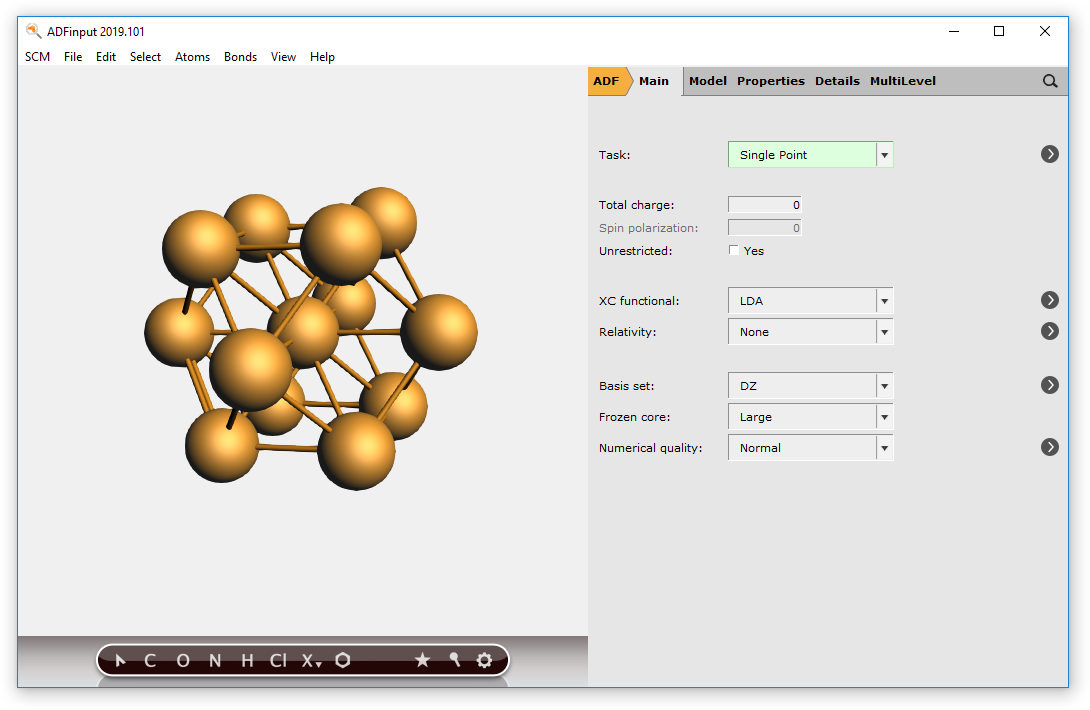 ADFinput 2019.101
SCM File Edit Select Atoms Bonds View Help
ADF Main Model Properties Details MultiLevel
Task: Single Point
Total charge: 0
Spin polarization: 0
Unrestricted: Yes
XC functional: LDA
Relativity: None
Basis set: DZ
Frozen core: Large
Numerical quality: Normal
C O N H Cl X